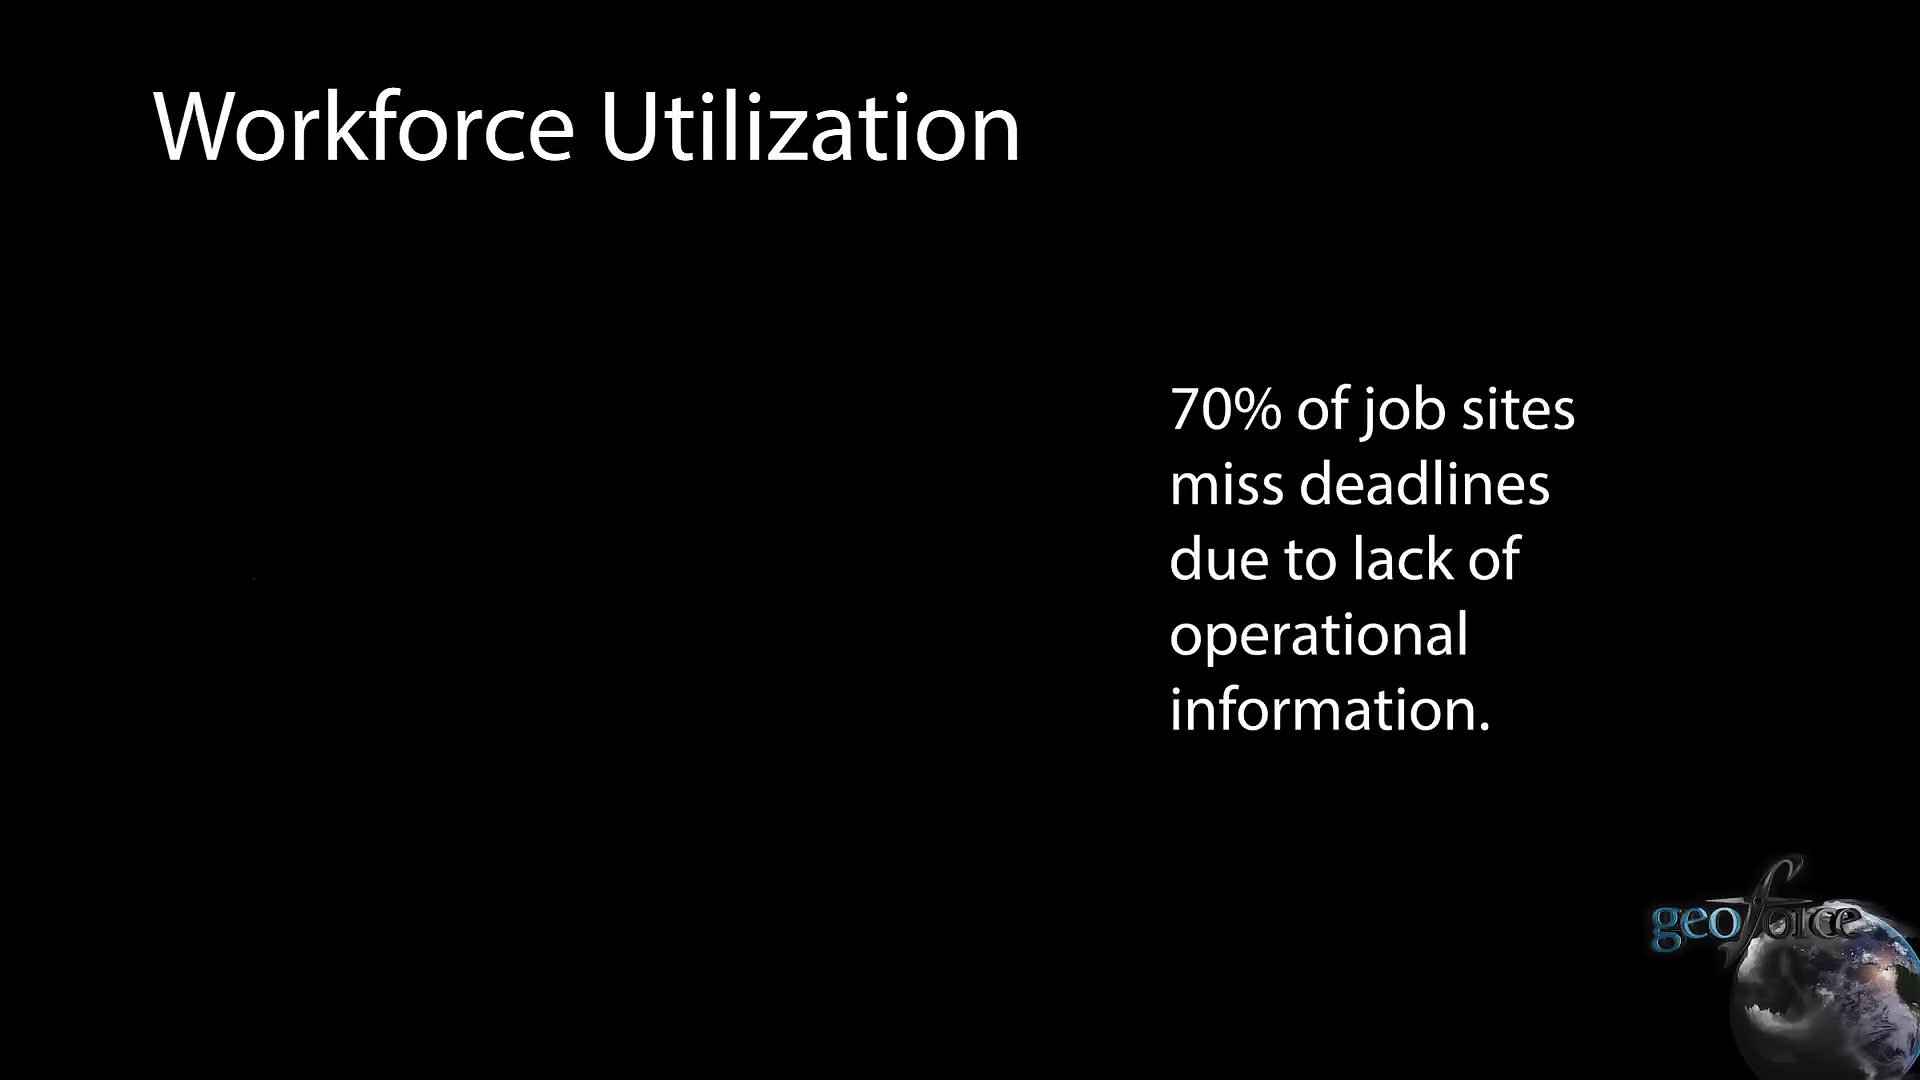 Workforce Utilization
70% of job sites
miss deadlines
due to lack of
operational
information.
geoforce